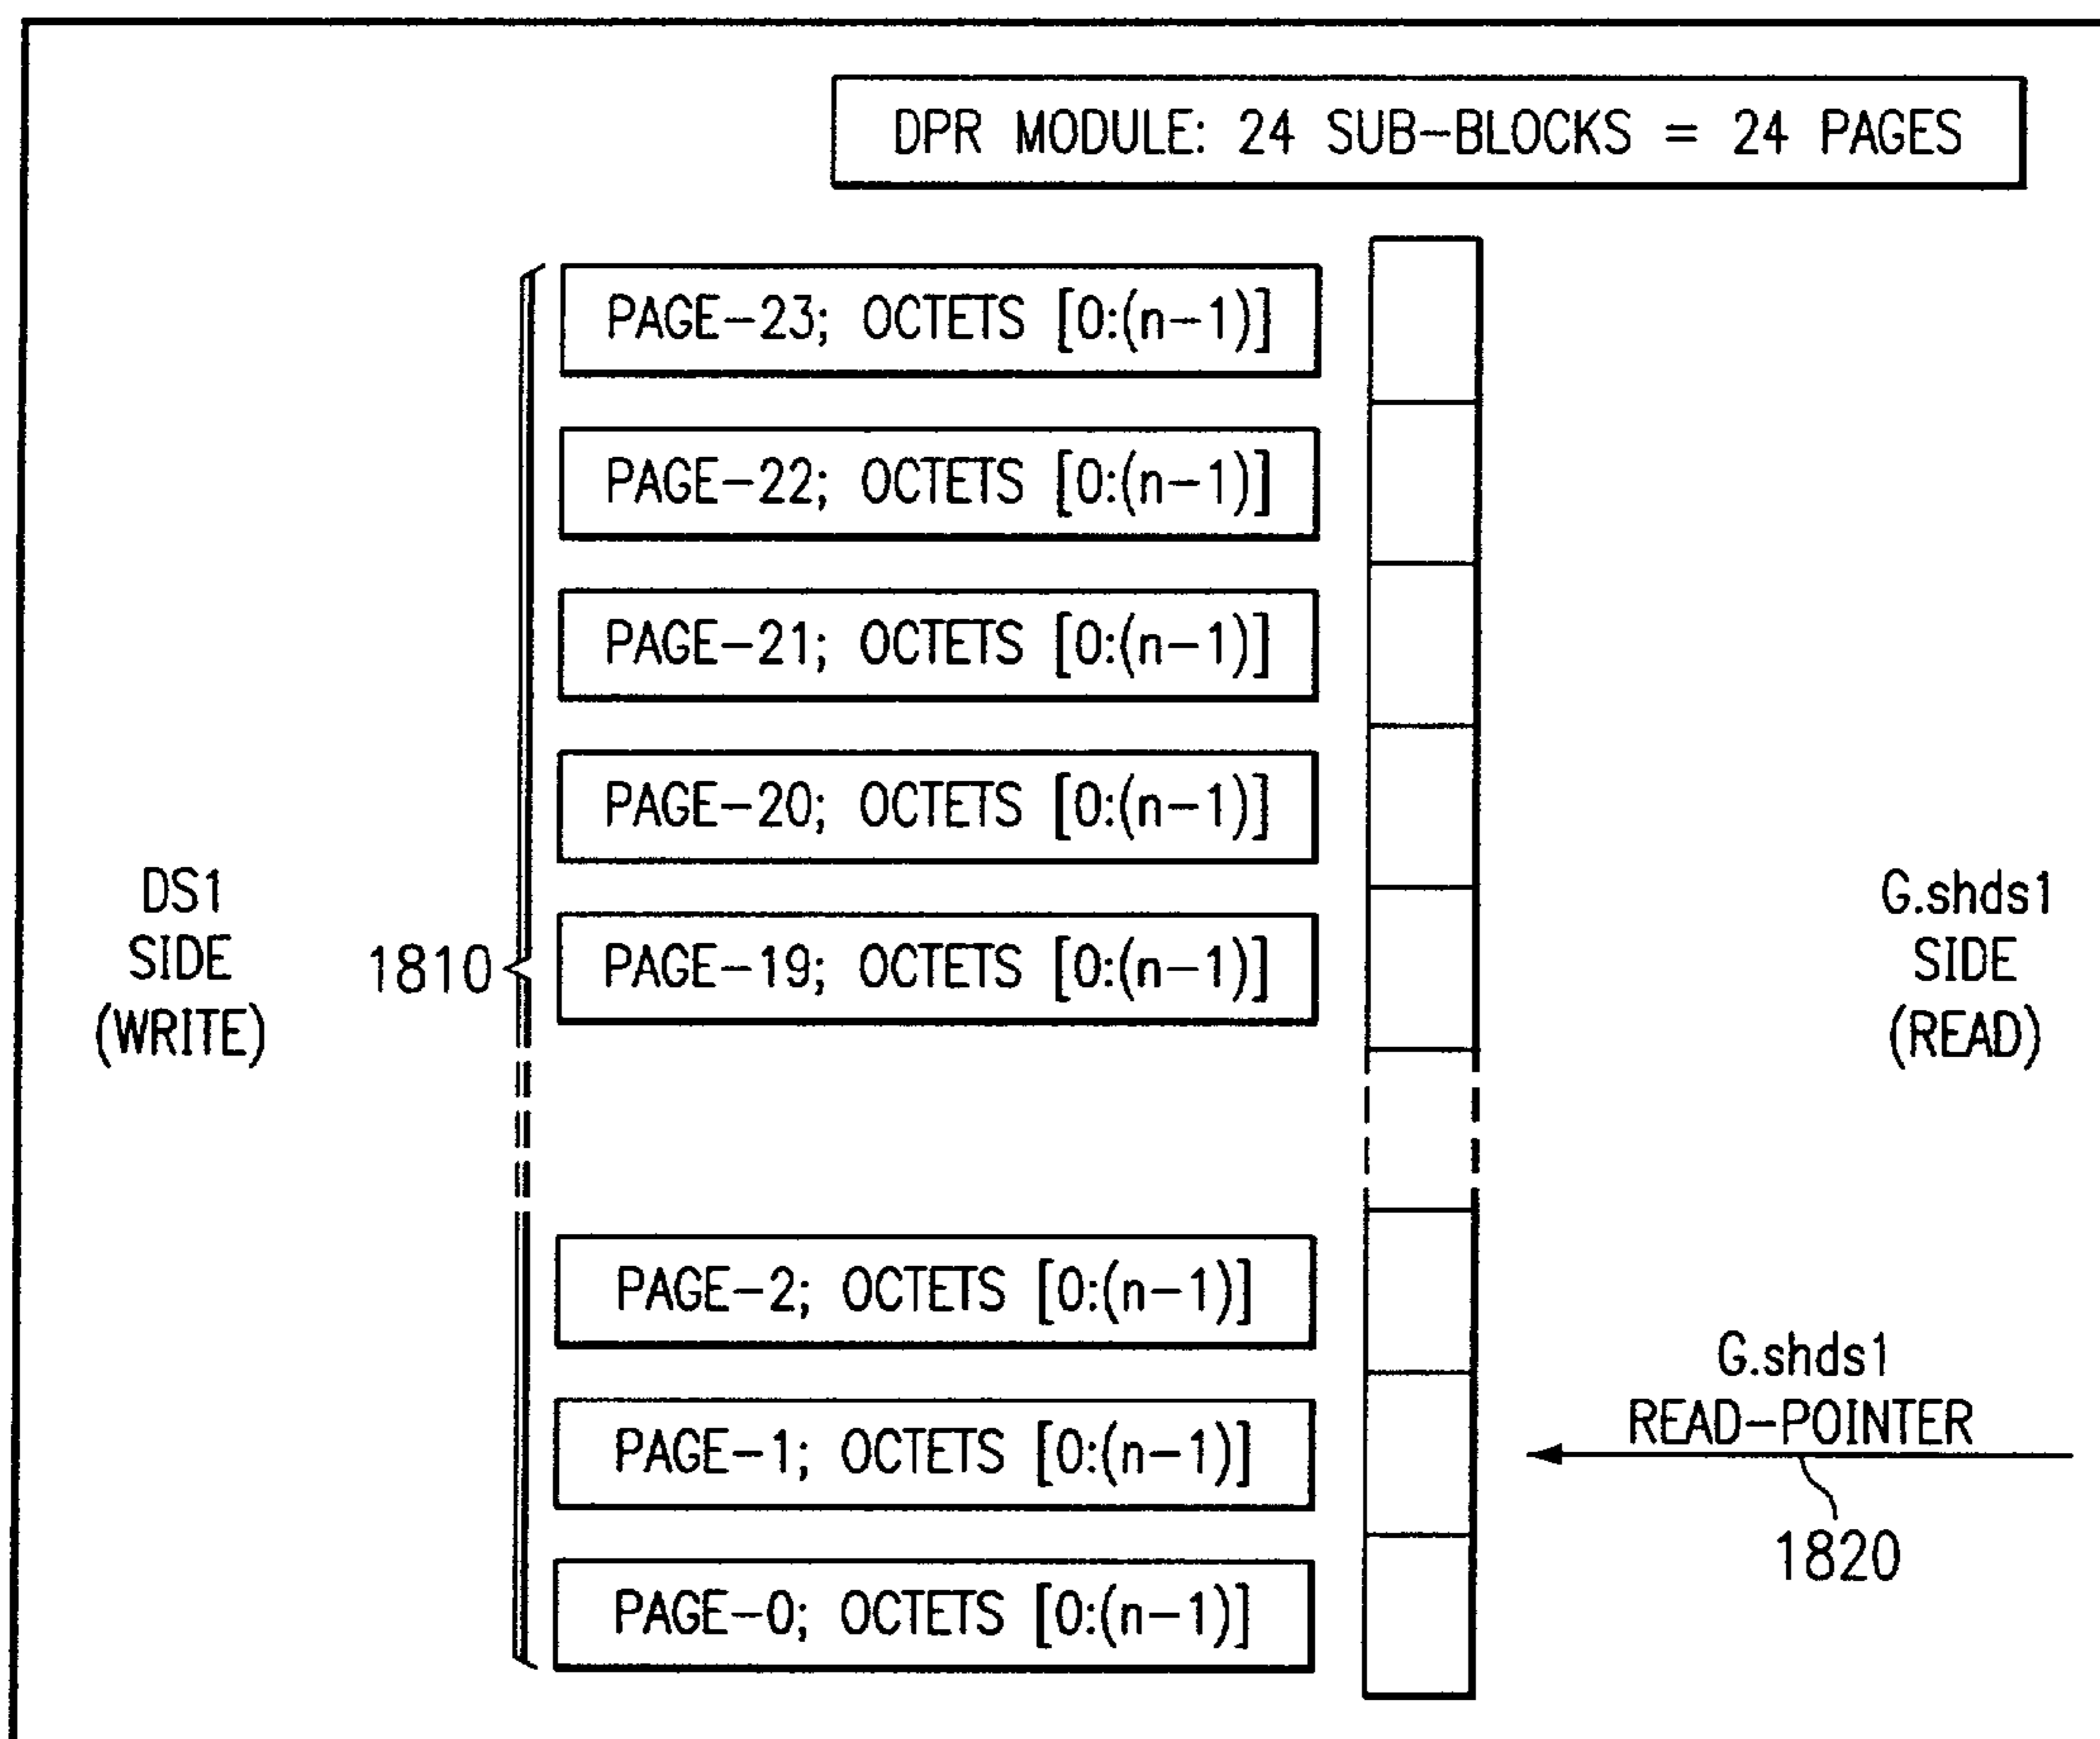 DPR MODULE: 24 SUB-BLOCKS = 24 PAGES
PAGE-23; OCTETS [0:(n-1)]
PAGE-22; OCTETS [0:(n-1)]
PAGE-21; OCTETS [0:(n-1)]
PAGE-20; OCTETS [0:(n-1)]
DS1
SIDE
(WRITE)
1810
PAGE-19; OCTETS [0:(n-1)]
G.shds1
SIDE
(READ)
PAGE-2; OCTETS [0:(n-1)]
PAGE-1; OCTETS [0:(n-1)]
G.shds1
READ-POINTER
1820
PAGE-0; OCTETS [0:(n-1)]